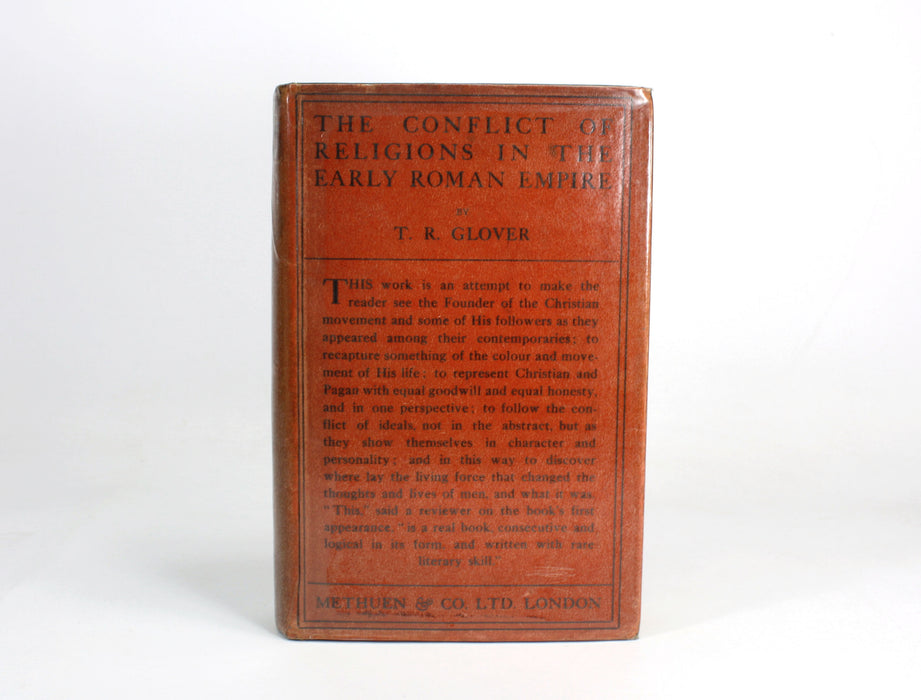 THE CONFLICT OF
RELIGIONS IN THE
EARLY ROMAN EMPIRE
BY
T. R. GLOVER
THIS work is an attempt to make the
reader see the Founder of the Christian
movement and some of His followers as they
appeared among their contemporaries; to
recapture something of the colour and move-
ment of His life; to represent Christian and
Pagan with equal goodwill and equal honesty,
and in one perspective; to follow the con-
flict of ideals, not in the abstract, but as
they show themselves in character and
personality; and in this way to discover
where lay the living force that changed the
thoughts and lives of men, and what it was.
"This," said a reviewer on the book's first
appearance, "is a real book, consecutive and
logical in its form, and written with rare
literary skill."
METHUEN & CO. LTD. LONDON